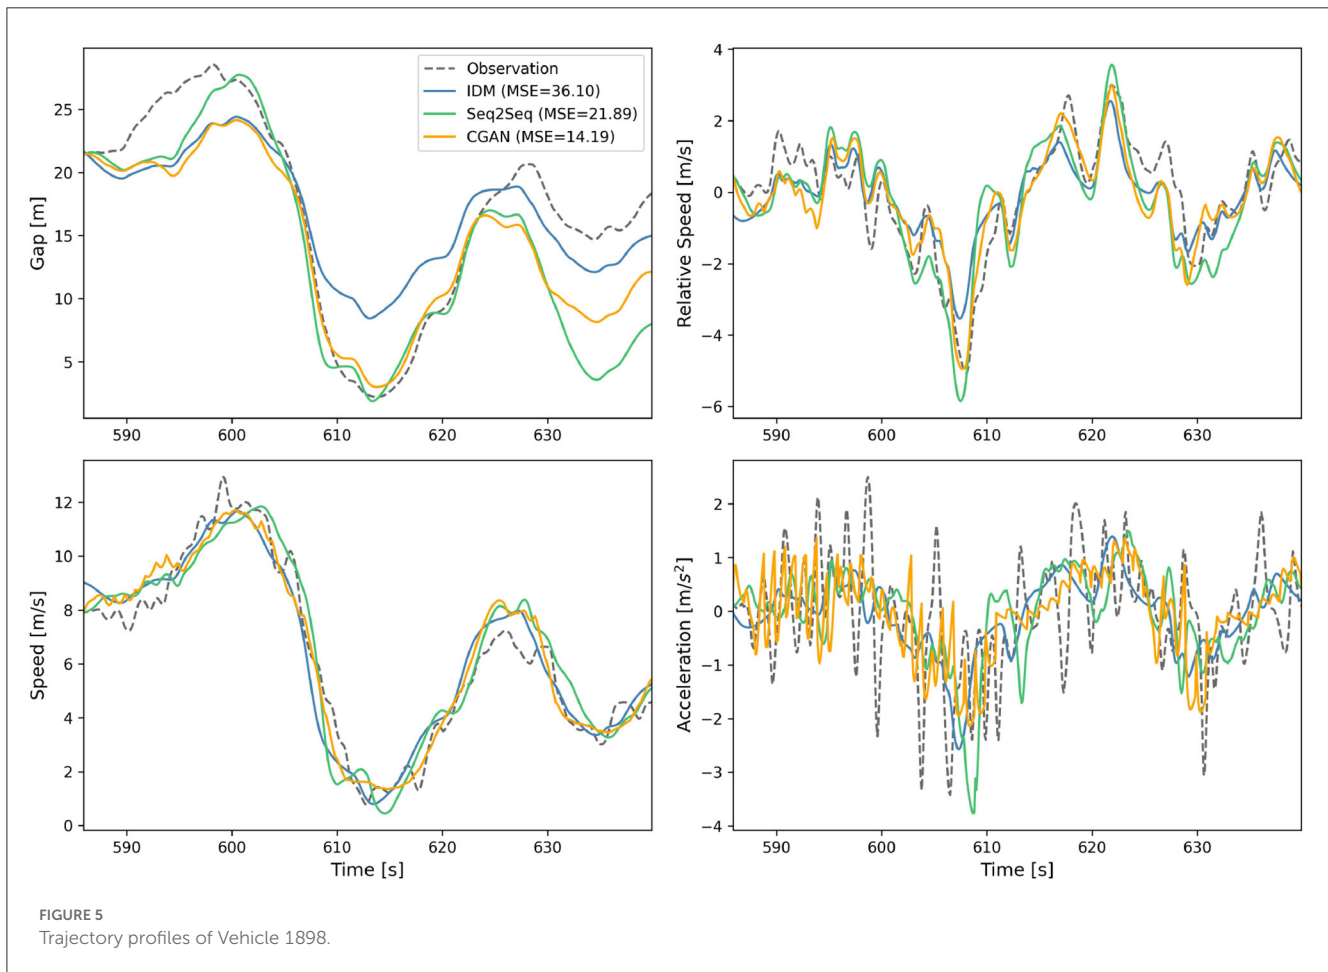 25
20
15
10
5
Gap [m]
Observation
IDM (MSE=36.10)
Seq2Seq (MSE=21.89)
CGAN (MSE=14.19)
590 600 610 620 630
4
2
0
−2
−4
−6
Relative Speed [m/s]
590 600 610 620 630
12
10
8
6
4
2
0
Speed [m/s]
590 600 610 620 630
Time [s]
2
1
0
−1
−2
−3
−4
Acceleration [m/s²]
590 600 610 620 630
Time [s]
FIGURE 5
Trajectory profiles of Vehicle 1898.